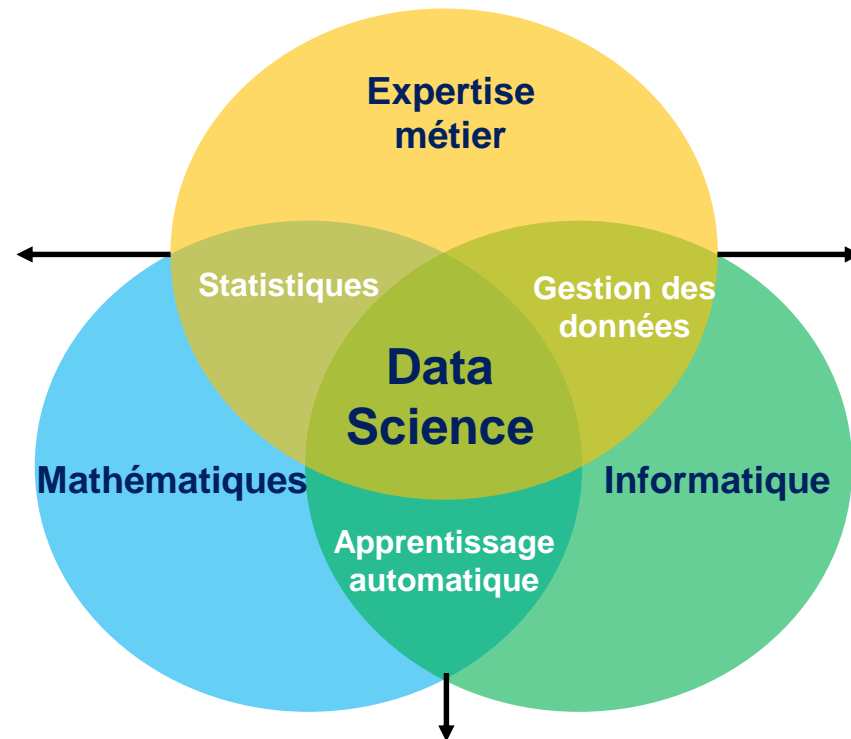 Expertise
métier
Statistiques
Gestion des
données
Data
Science
Mathématiques
Informatique
Apprentissage
automatique